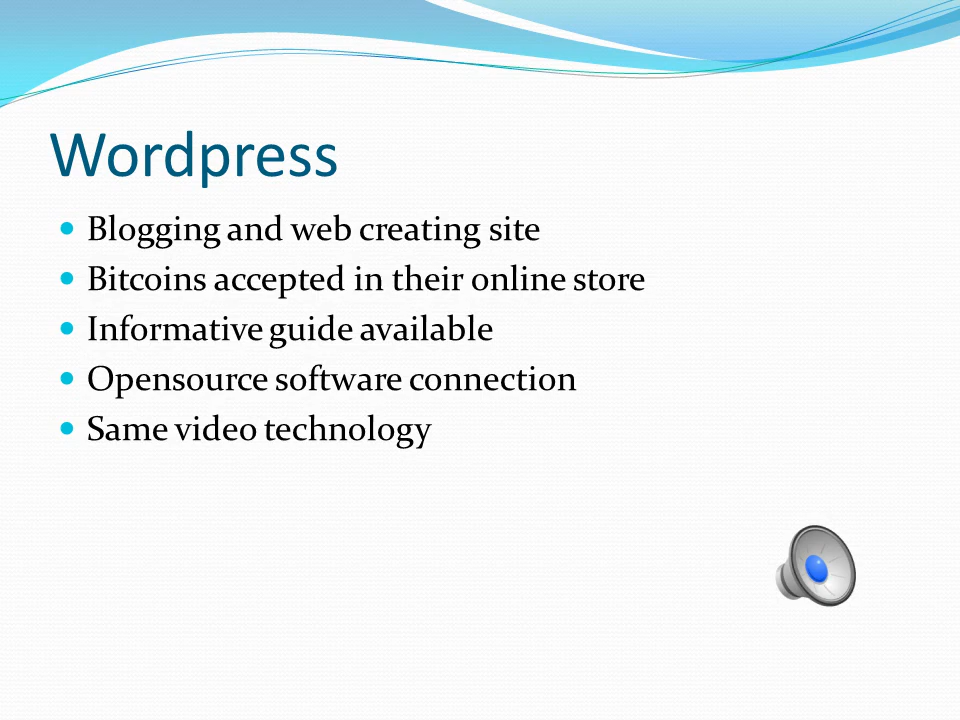 Wordpress
Blogging and web creating site
Bitcoins accepted in their online store
Informative guide available
Opensource software connection
Same video technology